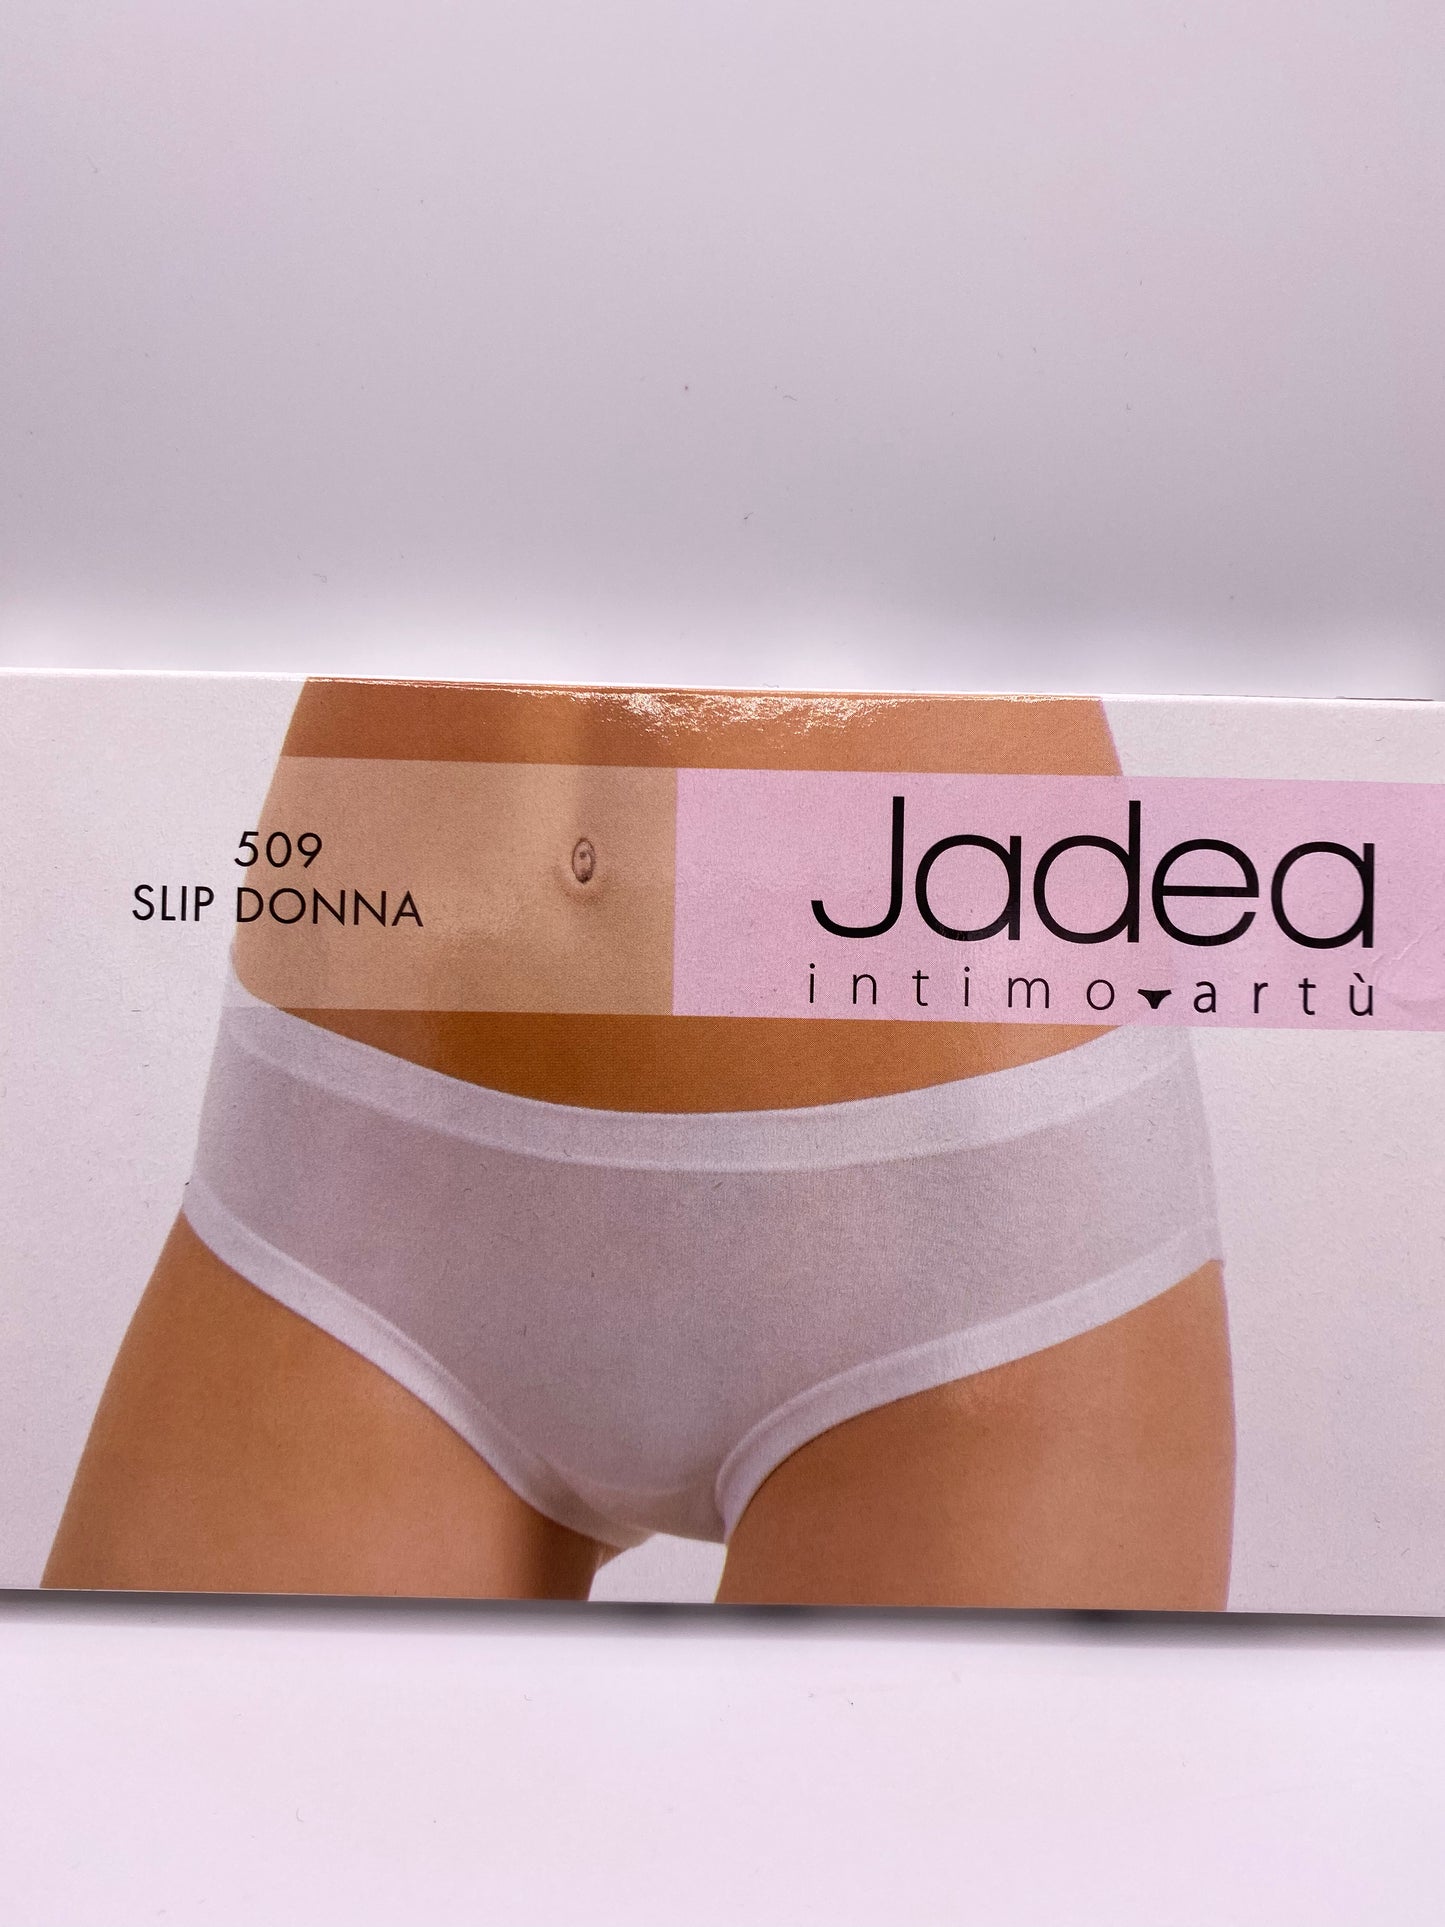 509
SLIP DONNA
Jadea
intimo artù